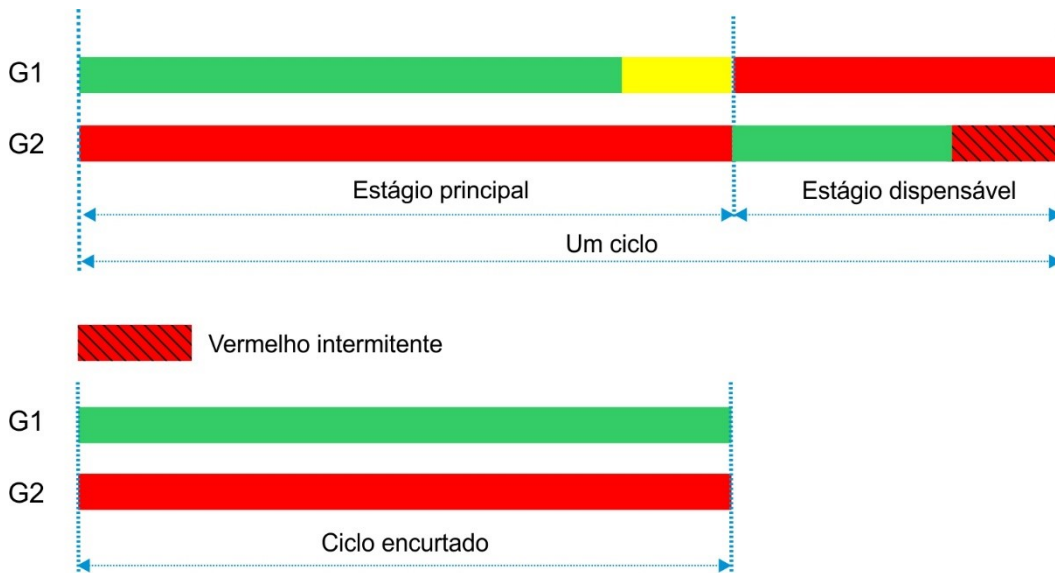 G1
G2
Estágio principal
Estágio dispensável
Um ciclo
Vermelho intermitente
G1
G2
Ciclo encurtado